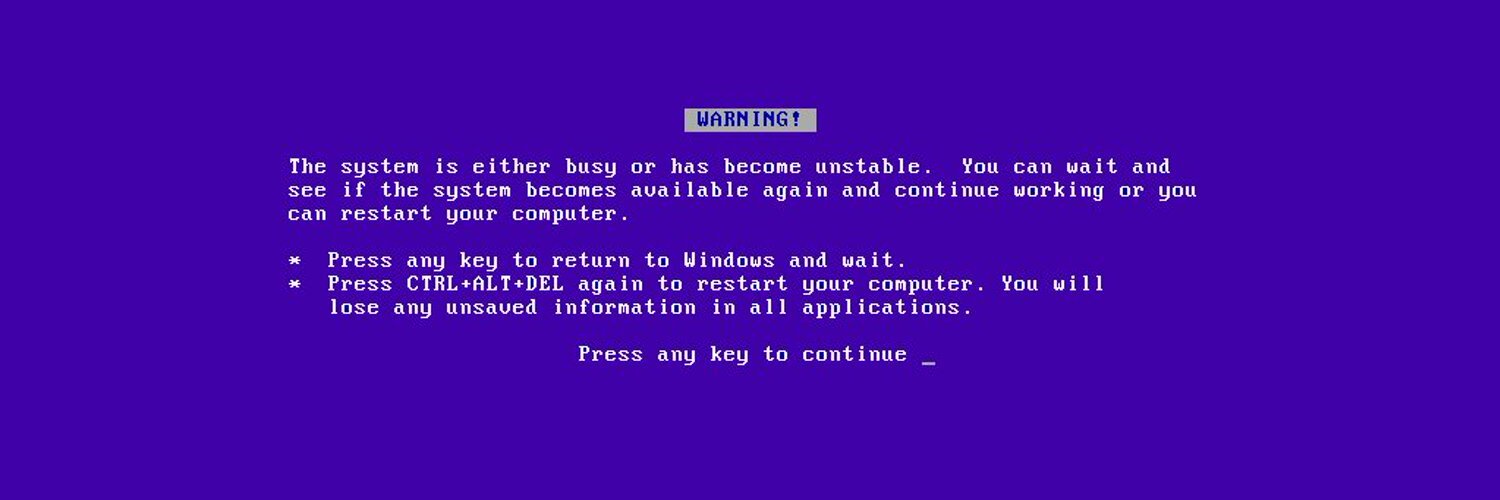 WARNING!
The system is either busy or has become unstable.  You can wait and
see if the system becomes available again and continue working or you
can restart your computer.
*  Press any key to return to Windows and wait.
*  Press CTRL+ALT+DEL again to restart your computer. You will
lose any unsaved information in all applications.
Press any key to continue _